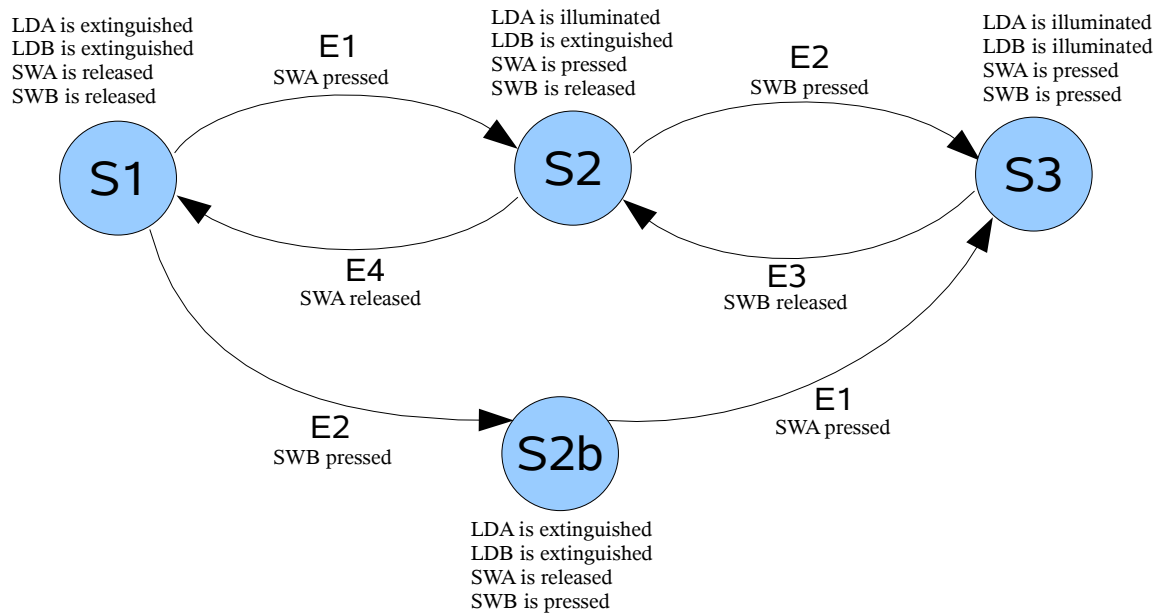 LDA is extinguished
LDB is extinguished
SWA is released
SWB is released
E1
SWA pressed
LDA is illuminated
LDB is extinguished
SWA is pressed
SWB is released
E2
SWB pressed
LDA is illuminated
LDB is illuminated
SWA is pressed
SWB is pressed
S1
S2
S3
E4
SWA released
E3
SWB released
E2
SWB pressed
E1
SWA pressed
S2b
LDA is extinguished
LDB is extinguished
SWA is released
SWB is pressed